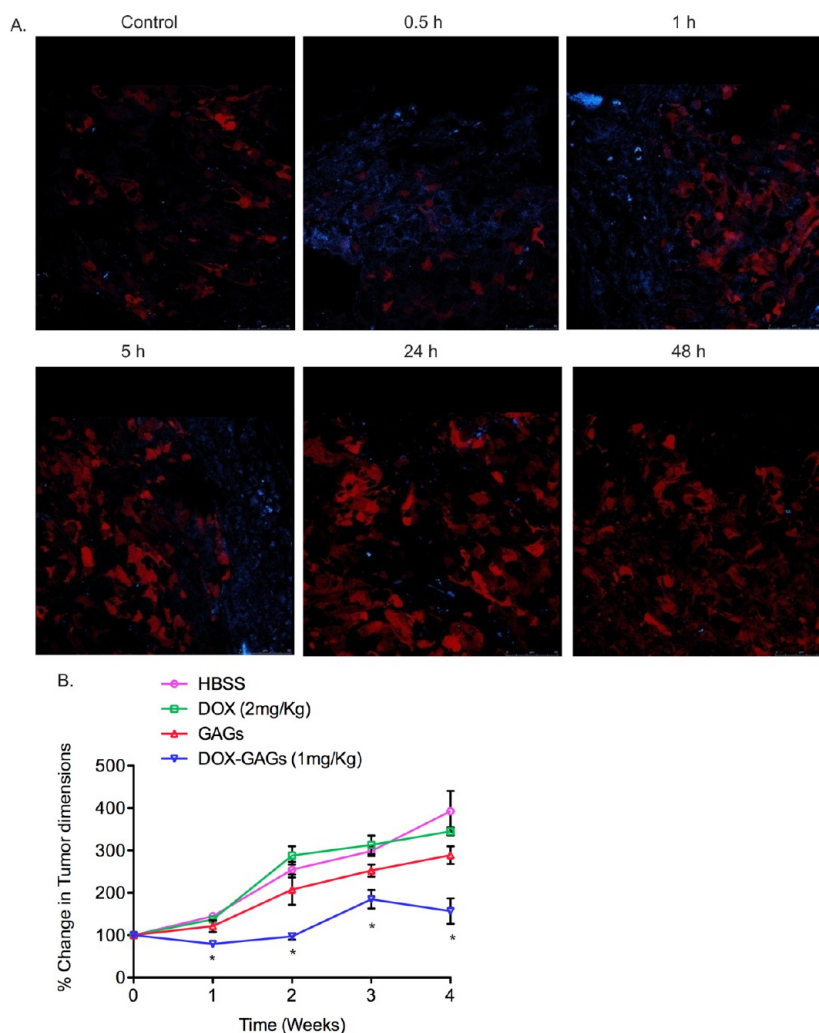 A.
Control 0.5 h 1 h
5 h 24 h 48 h
B.
HBSS
DOX (2mg/Kg)
GAGs
DOX-GAGs (1mg/Kg)
500
400
300
200
100
0
% Change in Tumor dimensions
* * * *
0 1 2 3 4
Time (Weeks)